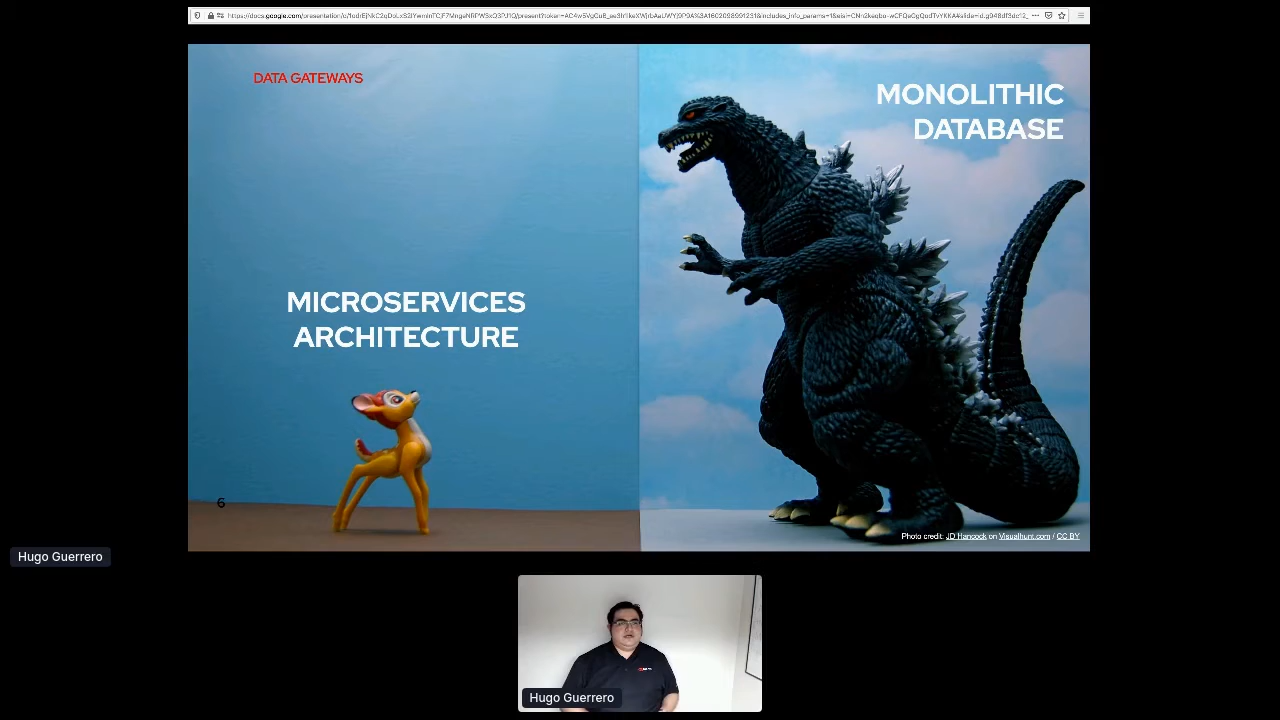 DATA GATEWAYS
MONOLITHIC
DATABASE
MICROSERVICES
ARCHITECTURE
6
Photo credit: JD Hancock on Visualhunt.com / CC BY
Hugo Guerrero
Hugo Guerrero